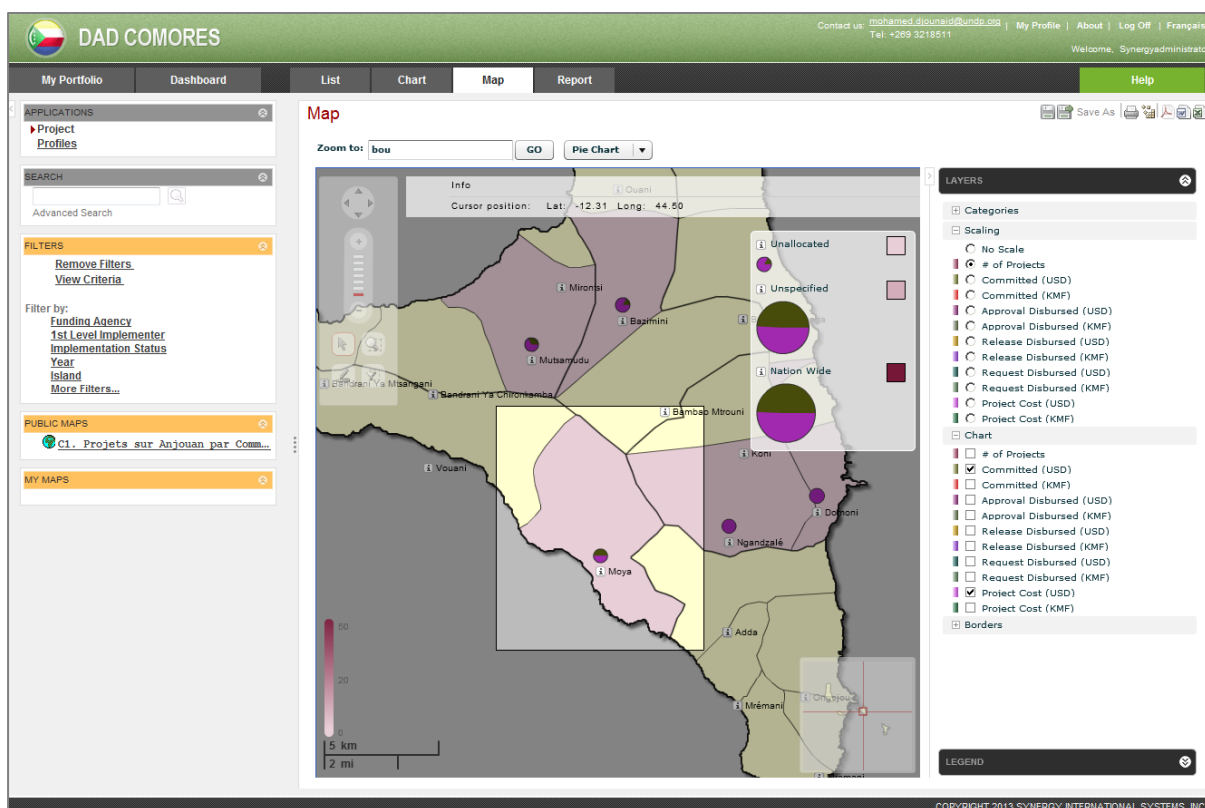 DAD COMORES
Contact us: mohamed.djounaid@undp.org | My Profile | About | Log Off | Français
Tel: +269 3218511
Welcome, Synergyadministrato
My Portfolio Dashboard List Chart Map Report Help
APPLICATIONS
Project
Profiles
SEARCH
Advanced Search
FILTERS
Remove Filters
View Criteria
Filter by:
Funding Agency
1st Level Implementer
Implementation Status
Year
Island
More Filters...
PUBLIC MAPS
C1. Projets sur Anjouan par Comm...
MY MAPS
Map
Save As
Zoom to: bou GO Pie Chart
Info
Cursor position: Lat: -12.31 Long: 44.50
Ouani
Mironsi
Bazimini
Mutsamudu
Bandrani Ya Mtsangani
Bandrani Ya Chironkamba
Bambao Mtrouni
Vouani
Koni
Domoni
Ngandzalé
Moya
Adda
Mrémani
Unallocated
Unspecified
Nation Wide
50
20
0
5 km
2 mi
LAYERS
Categories
Scaling
No Scale
# of Projects
Committed (USD)
Committed (KMF)
Approval Disbursed (USD)
Approval Disbursed (KMF)
Release Disbursed (USD)
Release Disbursed (KMF)
Request Disbursed (USD)
Request Disbursed (KMF)
Project Cost (USD)
Project Cost (KMF)
Chart
# of Projects
Committed (USD)
Committed (KMF)
Approval Disbursed (USD)
Approval Disbursed (KMF)
Release Disbursed (USD)
Release Disbursed (KMF)
Request Disbursed (USD)
Request Disbursed (KMF)
Project Cost (USD)
Project Cost (KMF)
Borders
LEGEND
COPYRIGHT 2013 SYNERGY INTERNATIONAL SYSTEMS, INC